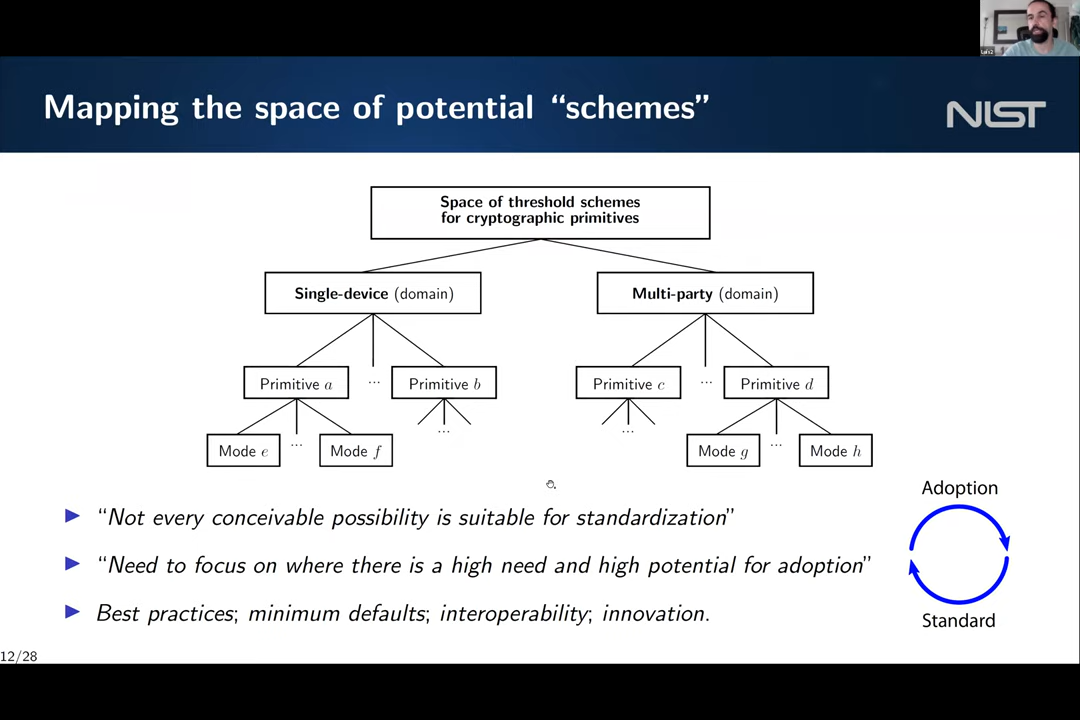 Mapping the space of potential “schemes”
NIST
Space of threshold schemes
for cryptographic primitives
Single-device (domain)
Multi-party (domain)
Primitive a
...
Primitive b
Primitive c
...
Primitive d
Mode e
...
Mode f
...
...
Mode g
...
Mode h
“Not every conceivable possibility is suitable for standardization”
“Need to focus on where there is a high need and high potential for adoption”
Best practices; minimum defaults; interoperability; innovation.
Adoption
Standard
12/28